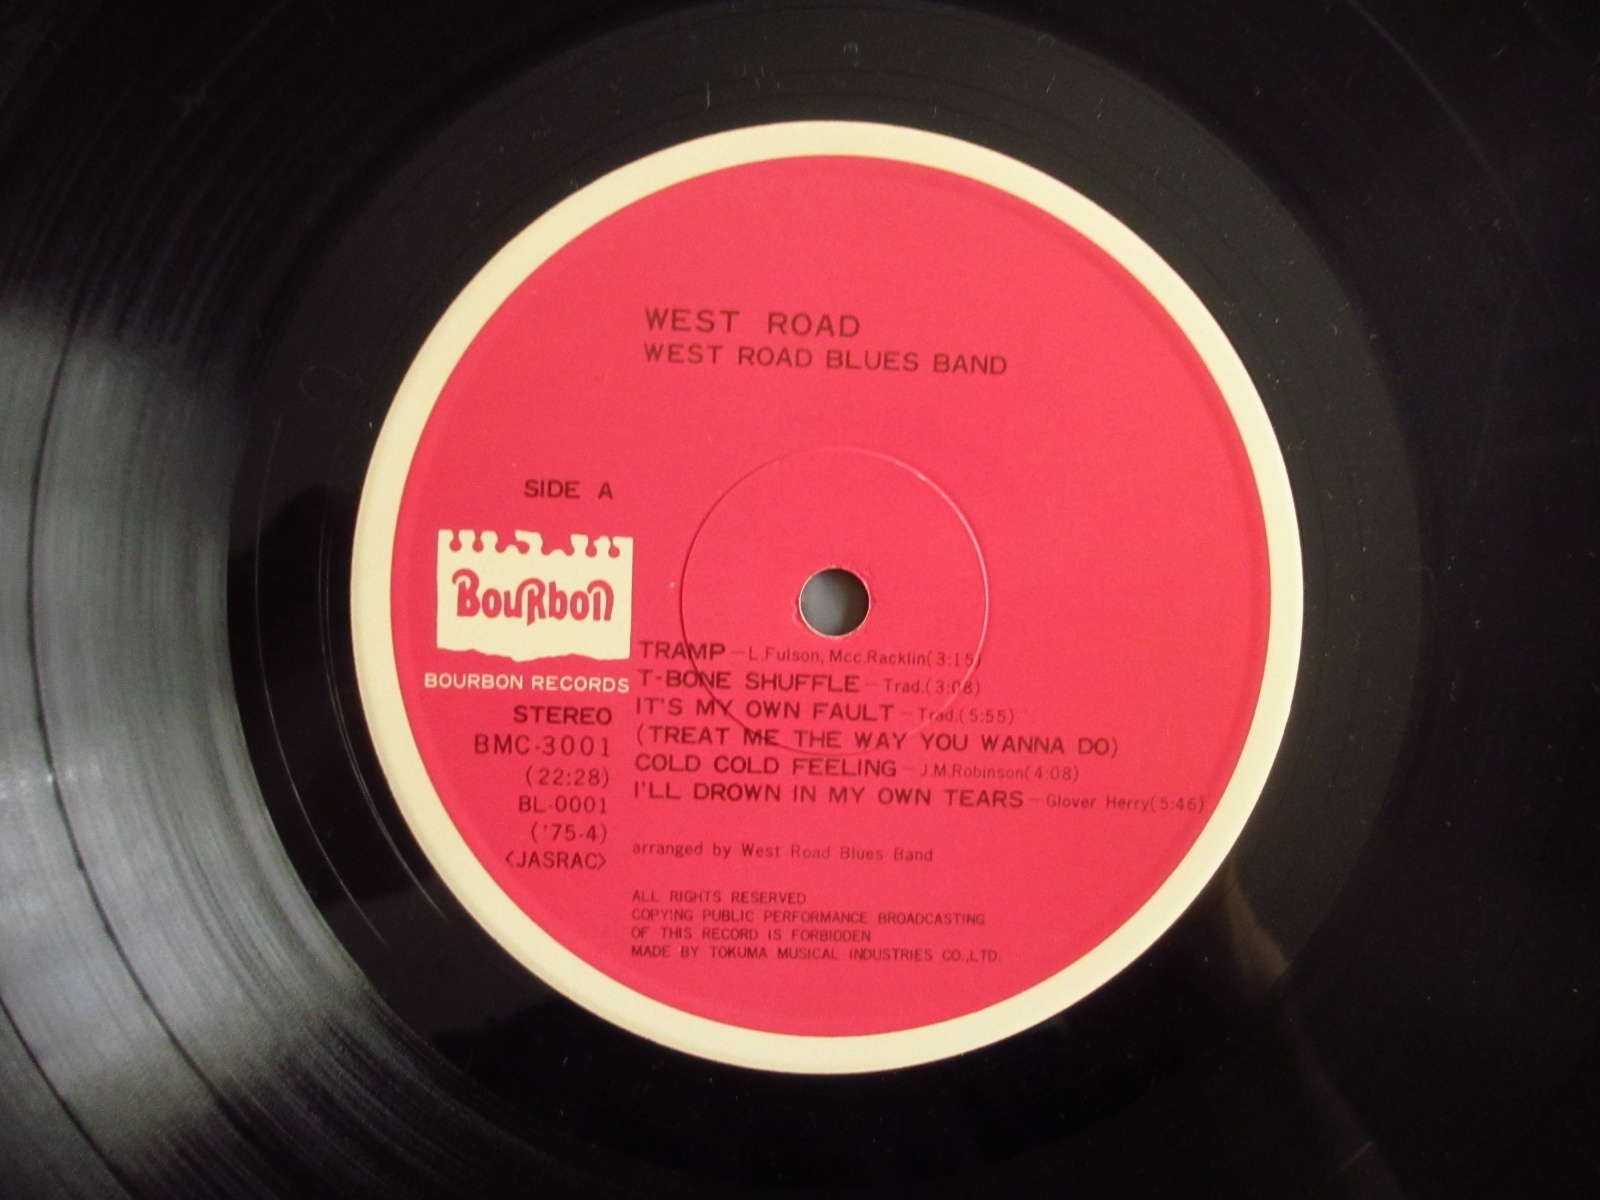 WEST ROAD
WEST ROAD BLUES BAND
SIDE A
BouRbon
BOURBON RECORDS
STEREO
BMC-3001
(22:28)
BL-0001
('75-4)
<JASRAC>
TRAMP — L.Fulson, Mcc.Racklin(3:15)
T-BONE SHUFFLE — Trad.(3:08)
IT'S MY OWN FAULT — Trad.(5:55)
(TREAT ME THE WAY YOU WANNA DO)
COLD COLD FEELING — J.M.Robinson(4:08)
I'LL DROWN IN MY OWN TEARS — Glover Herry(5:46)
arranged by West Road Blues Band
ALL RIGHTS RESERVED
COPYING PUBLIC PERFORMANCE BROADCASTING
OF THIS RECORD IS FORBIDDEN
MADE BY TOKUMA MUSICAL INDUSTRIES CO.,LTD.